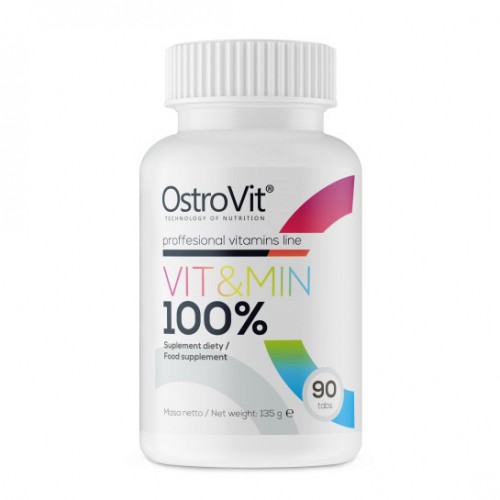 OstroVit®
TECHNOLOGY OF NUTRITION
proffesional vitamins line
VIT&MIN
100%
Suplement diety /
Food supplement
90
tabs
Masa netto / Net weight: 135 g ℮